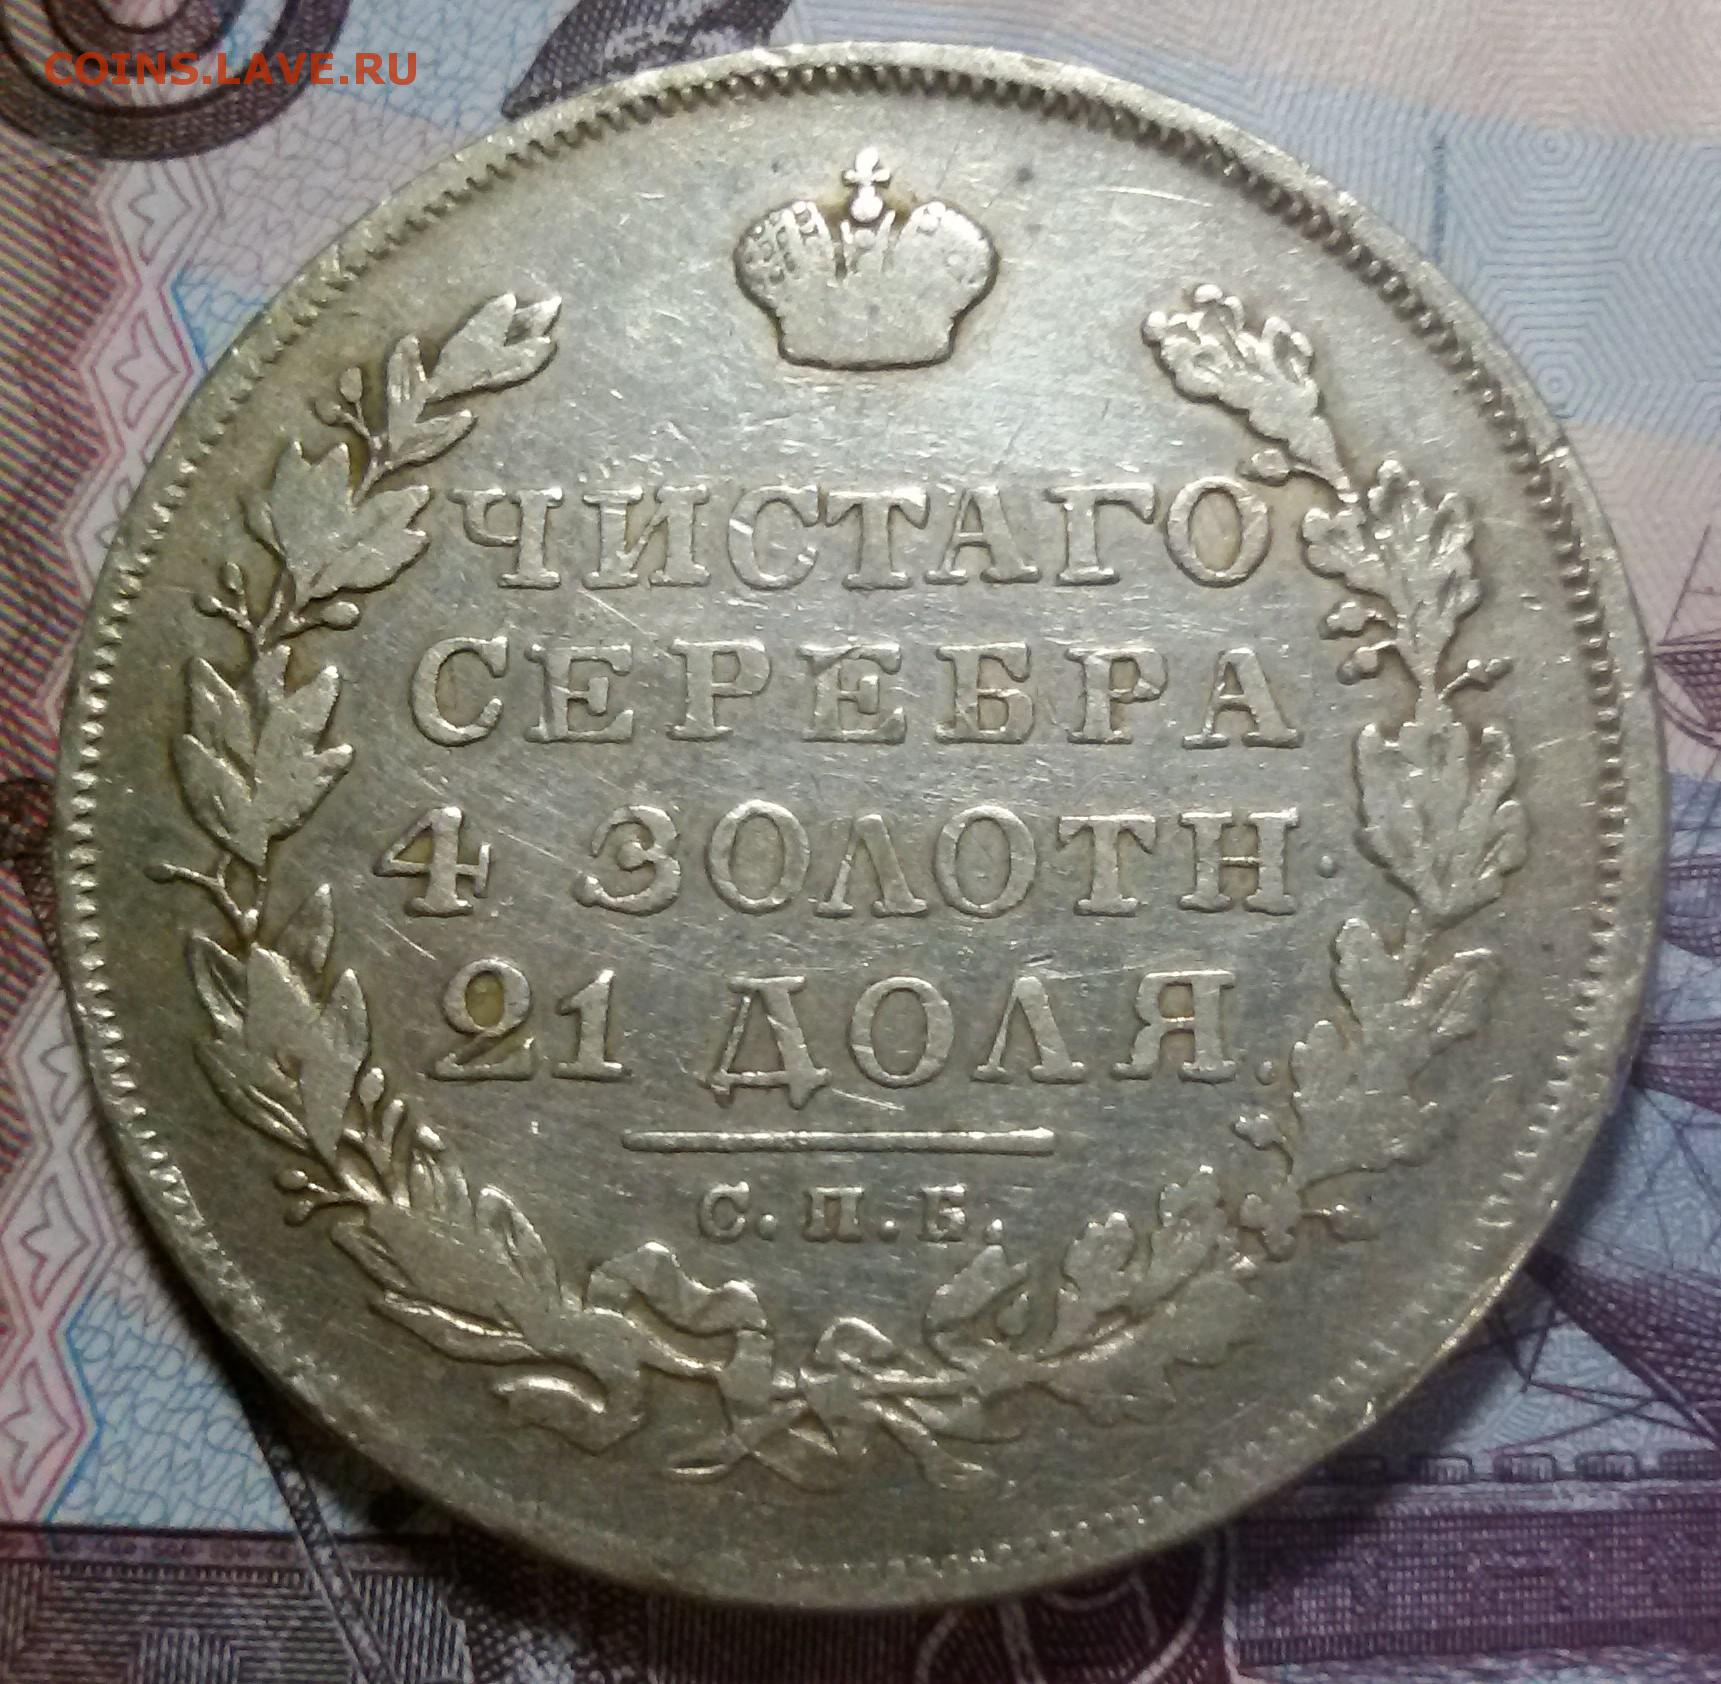 COINS.LAVE.RU
ЧИСТАГО
СЕРЕБРА
4 ЗОЛОТН.
21 ДОЛЯ.
С.П.Б.